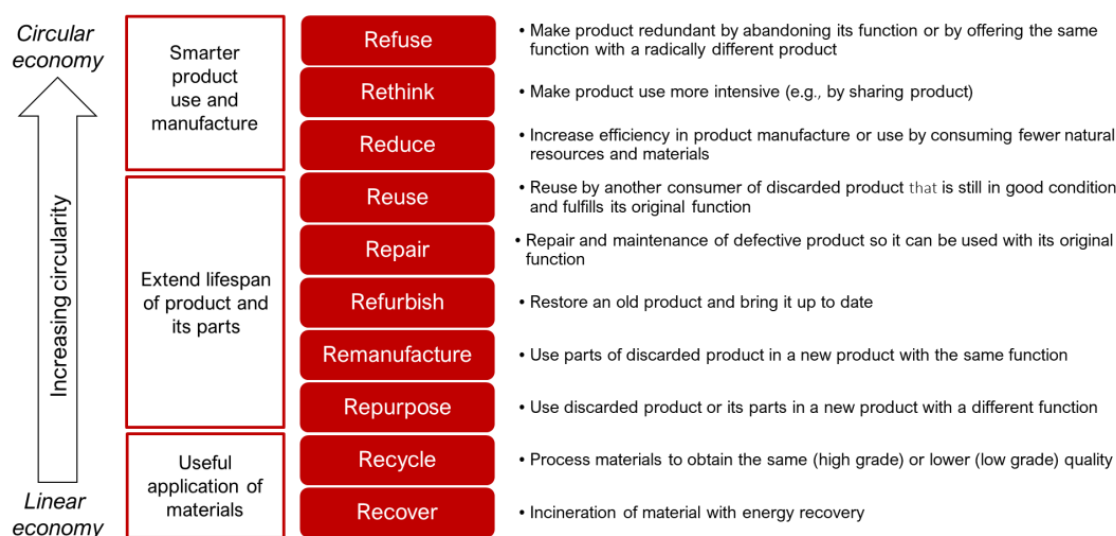 Circular
economy
Increasing circularity
Linear
economy
Smarter
product
use and
manufacture
Refuse
• Make product redundant by abandoning its function or by offering the same
function with a radically different product
Rethink
• Make product use more intensive (e.g., by sharing product)
Reduce
• Increase efficiency in product manufacture or use by consuming fewer natural
resources and materials
Extend lifespan
of product and
its parts
Reuse
• Reuse by another consumer of discarded product that is still in good condition
and fulfills its original function
Repair
• Repair and maintenance of defective product so it can be used with its original
function
Refurbish
• Restore an old product and bring it up to date
Remanufacture
• Use parts of discarded product in a new product with the same function
Repurpose
• Use discarded product or its parts in a new product with a different function
Useful
application of
materials
Recycle
• Process materials to obtain the same (high grade) or lower (low grade) quality
Recover
• Incineration of material with energy recovery